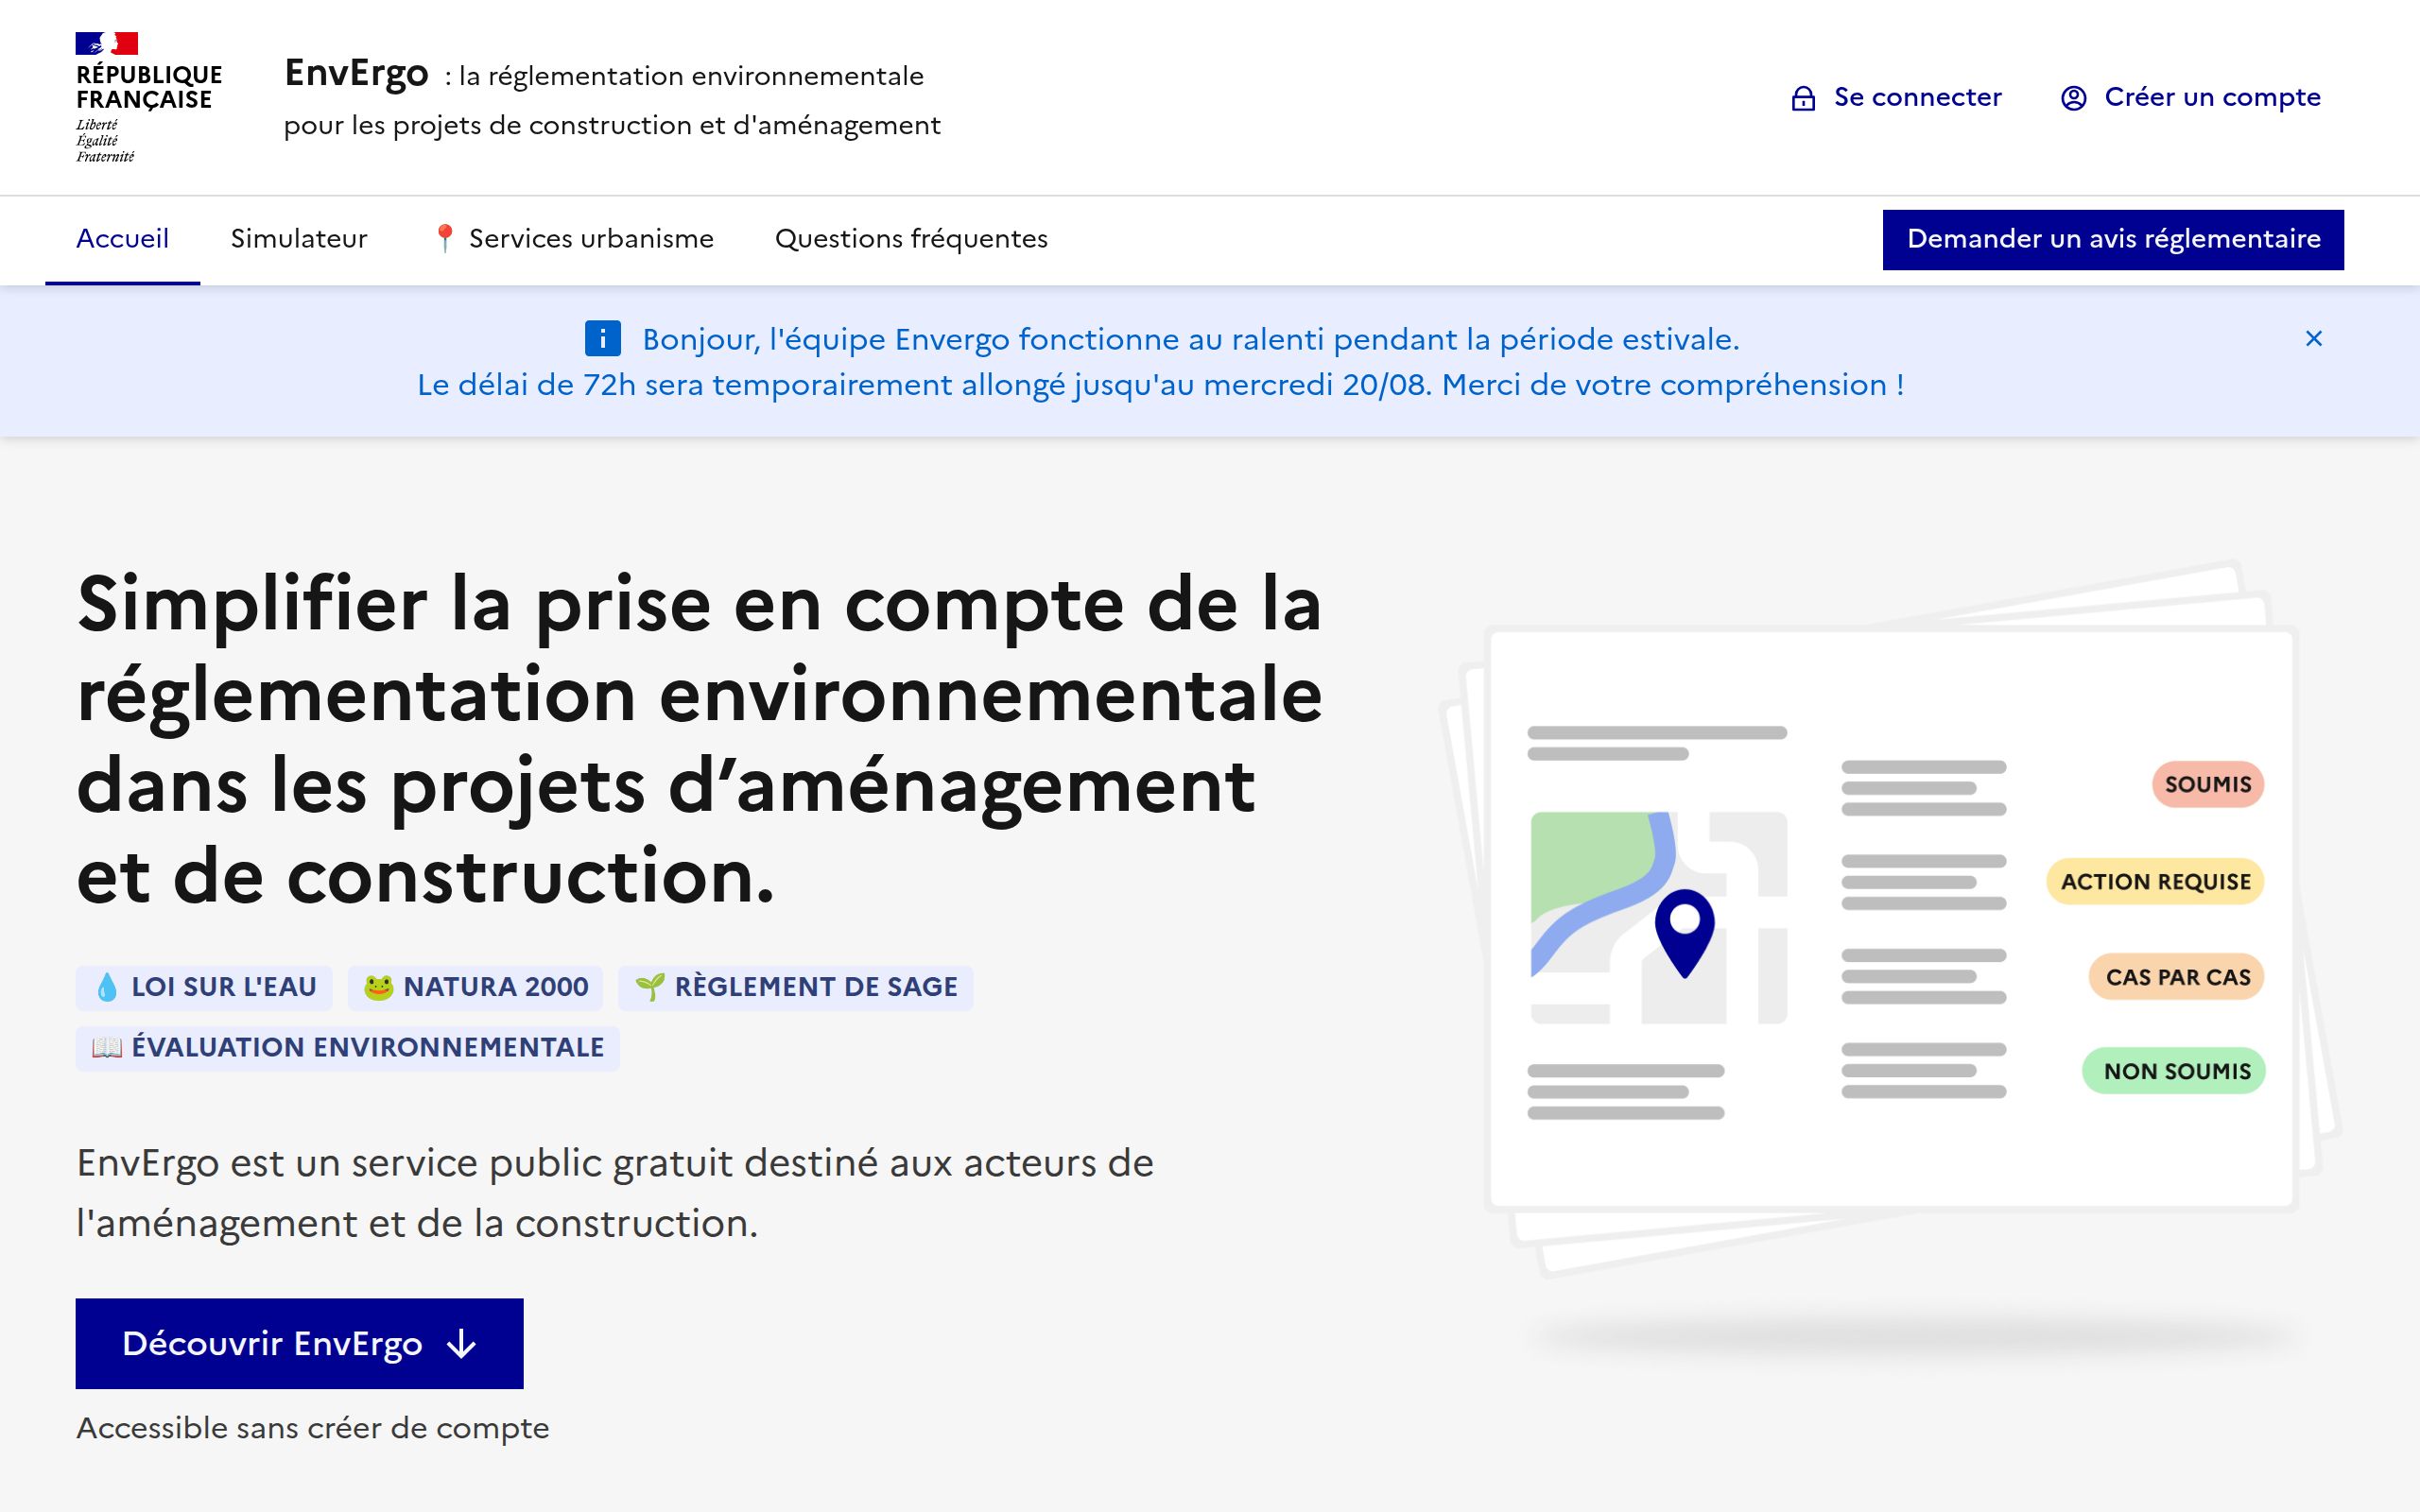 RÉPUBLIQUE
FRANÇAISE
Liberté
Égalité
Fraternité
EnvErgo : la réglementation environnementale
pour les projets de construction et d'aménagement
Se connecter
Créer un compte
Accueil
Simulateur
📍 Services urbanisme
Questions fréquentes
Demander un avis réglementaire
Bonjour, l'équipe Envergo fonctionne au ralenti pendant la période estivale.
Le délai de 72h sera temporairement allongé jusqu'au mercredi 20/08. Merci de votre compréhension !
Simplifier la prise en compte de la
réglementation environnementale
dans les projets d’aménagement
et de construction.
💧 LOI SUR L'EAU
🐸 NATURA 2000
🌱 RÈGLEMENT DE SAGE
📖 ÉVALUATION ENVIRONNEMENTALE
EnvErgo est un service public gratuit destiné aux acteurs de
l'aménagement et de la construction.
Découvrir EnvErgo
Accessible sans créer de compte
SOUMIS
ACTION REQUISE
CAS PAR CAS
NON SOUMIS